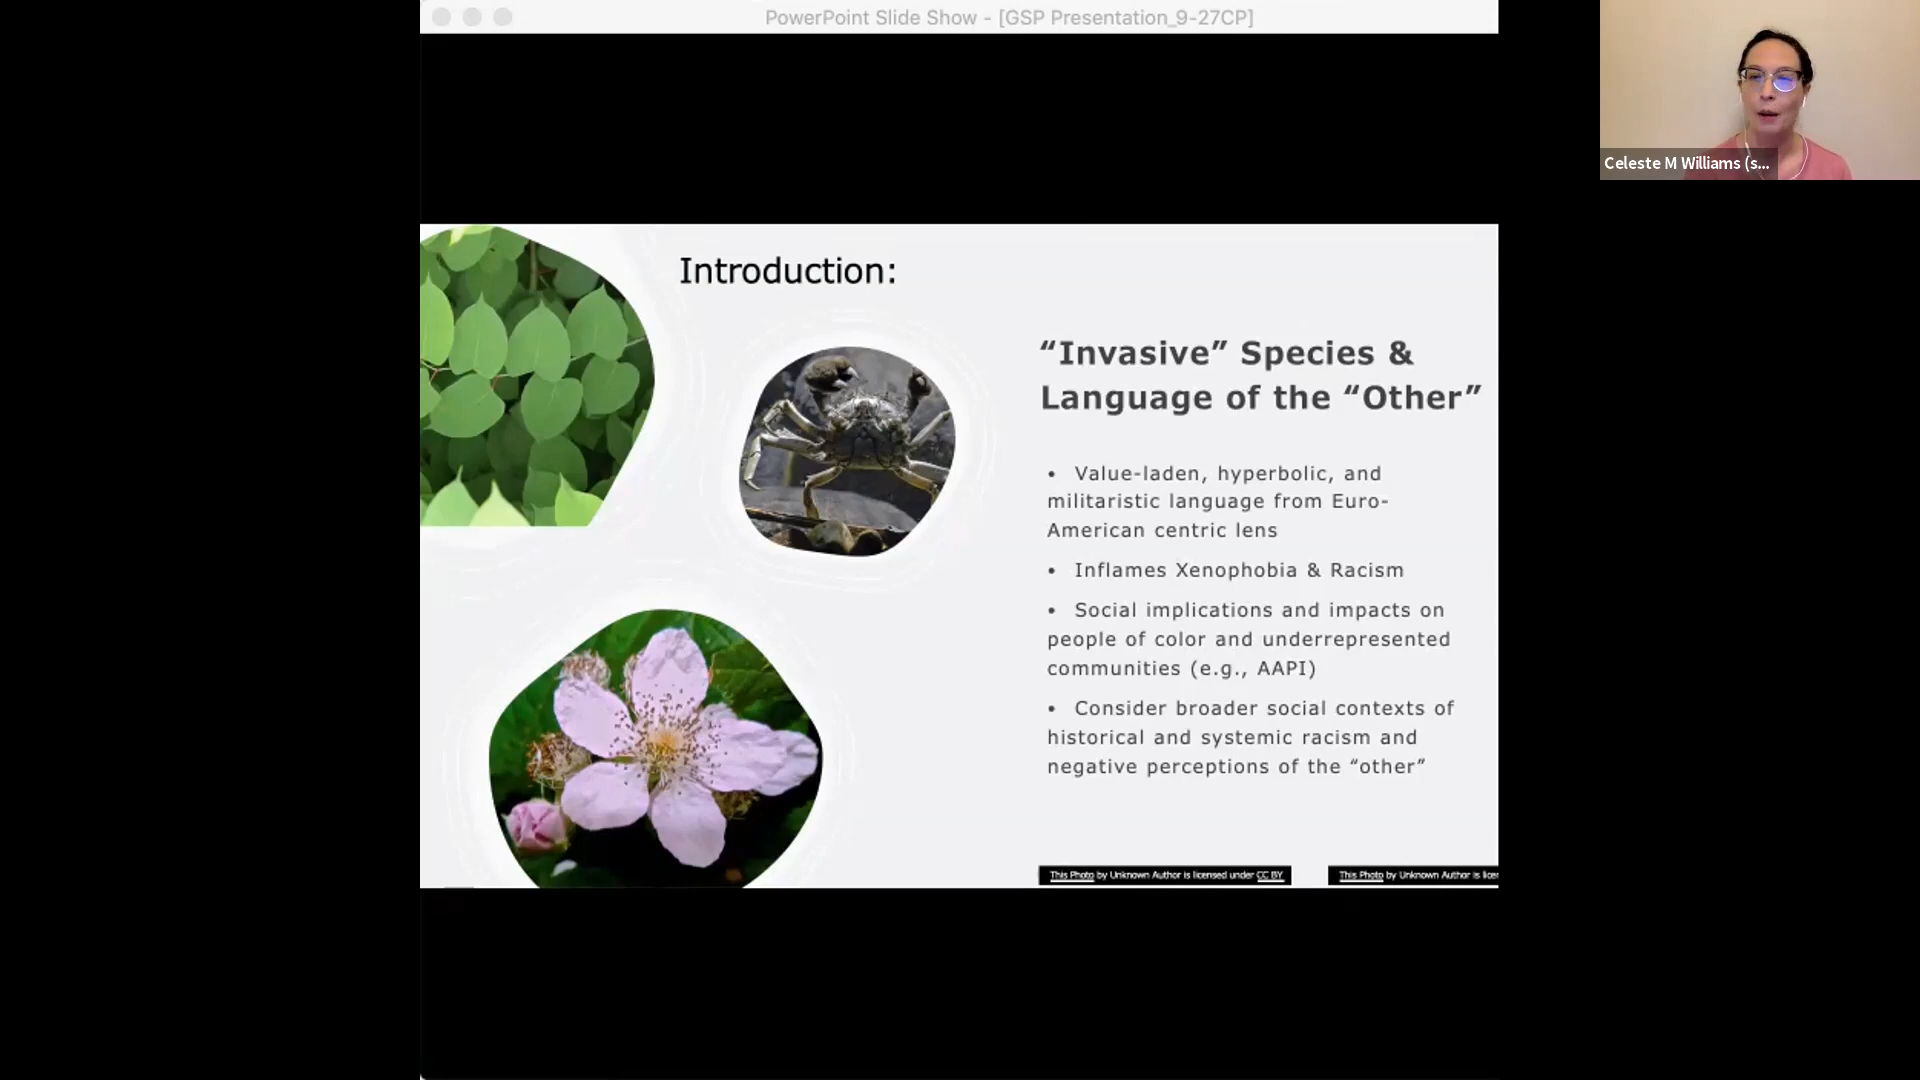 PowerPoint Slide Show - [GSP Presentation_9-27CP]
Celeste M Williams (s...
Introduction:
“Invasive” Species &
Language of the “Other”
• Value-laden, hyperbolic, and
militaristic language from Euro-
American centric lens
• Inflames Xenophobia & Racism
• Social implications and impacts on
people of color and underrepresented
communities (e.g., AAPI)
• Consider broader social contexts of
historical and systemic racism and
negative perceptions of the “other”
This Photo by Unknown Author is licensed under CC BY
This Photo by Unknown Author is